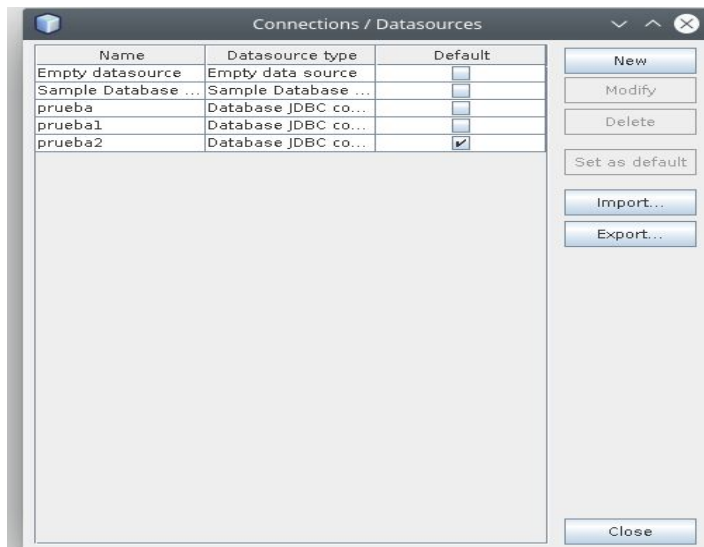 Connections / Datasources
Name Datasource type Default
Empty datasource Empty data source
Sample Database ... Sample Database ...
prueba Database JDBC co...
prueba1 Database JDBC co...
prueba2 Database JDBC co...
New
Modify
Delete
Set as default
Import...
Export...
Close